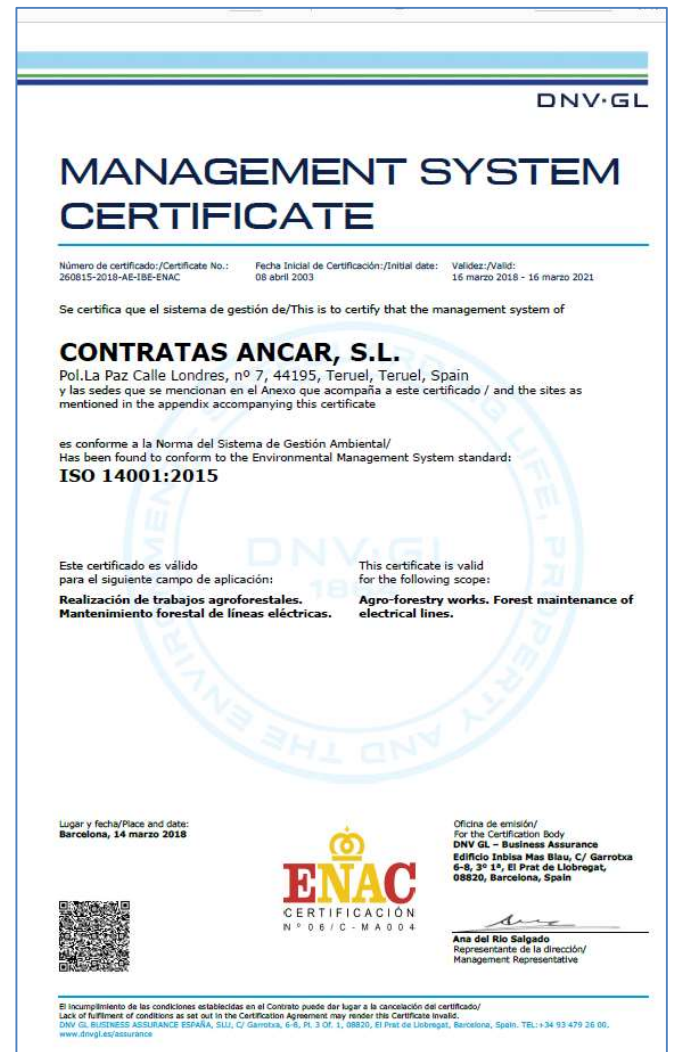 DNV·GL
MANAGEMENT SYSTEM
CERTIFICATE
Número de certificado:/Certificate No.:
260815-2018-AE-IBE-ENAC
Fecha Inicial de Certificación:/Initial date:
08 abril 2003
Validez:/Valid:
16 marzo 2018 - 16 marzo 2021
Se certifica que el sistema de gestión de/This is to certify that the management system of
CONTRATAS ANCAR, S.L.
Pol.La Paz Calle Londres, nº 7, 44195, Teruel, Teruel, Spain
y las sedes que se mencionan en el Anexo que acompaña a este certificado / and the sites as
mentioned in the appendix accompanying this certificate
es conforme a la Norma del Sistema de Gestión Ambiental/
Has been found to conform to the Environmental Management System standard:
ISO 14001:2015
Este certificado es válido
para el siguiente campo de aplicación:
Realización de trabajos agroforestales.
Mantenimiento forestal de líneas eléctricas.
This certificate is valid
for the following scope:
Agro-forestry works. Forest maintenance of
electrical lines.
DNV·GL
1864
Lugar y fecha/Place and date:
Barcelona, 14 marzo 2018
ENAC
CERTIFICACIÓN
Nº06/C-MA004
Oficina de emisión/
For the Certification Body
DNV GL – Business Assurance
Edificio Inbisa Mas Blau, C/ Garrotxa
6-8, 3º 1ª, El Prat de Llobregat,
08820, Barcelona, Spain
Ana del Rio Salgado
Representante de la dirección/
Management Representative
El incumplimiento de las condiciones establecidas en el Contrato puede dar lugar a la cancelación del certificado/
Lack of fulfilment of conditions as set out in the Certification Agreement may render this Certificate invalid.
DNV GL BUSINESS ASSURANCE ESPAÑA, SLU, C/ Garrotxa, 6-8, Pl. 3 Of. 1, 08820, El Prat de Llobregat, Barcelona, Spain. TEL:+34 93 479 26 00.
www.dnvgl.es/assurance